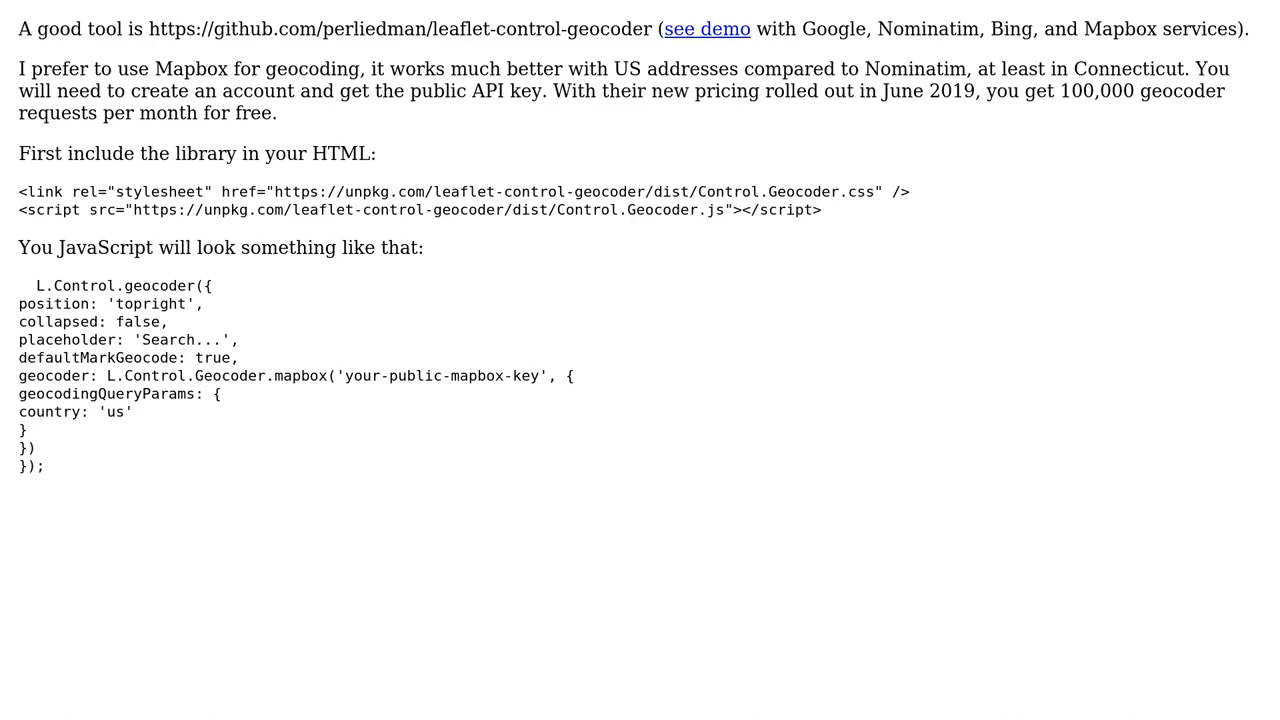 A good tool is https://github.com/perliedman/leaflet-control-geocoder (see demo with Google, Nominatim, Bing, and Mapbox services).
I prefer to use Mapbox for geocoding, it works much better with US addresses compared to Nominatim, at least in Connecticut. You
will need to create an account and get the public API key. With their new pricing rolled out in June 2019, you get 100,000 geocoder
requests per month for free.
First include the library in your HTML:
<link rel="stylesheet" href="https://unpkg.com/leaflet-control-geocoder/dist/Control.Geocoder.css" />
<script src="https://unpkg.com/leaflet-control-geocoder/dist/Control.Geocoder.js"></script>
You JavaScript will look something like that:
  L.Control.geocoder({
position: 'topright',
collapsed: false,
placeholder: 'Search...',
defaultMarkGeocode: true,
geocoder: L.Control.Geocoder.mapbox('your-public-mapbox-key', {
geocodingQueryParams: {
country: 'us'
}
})
});